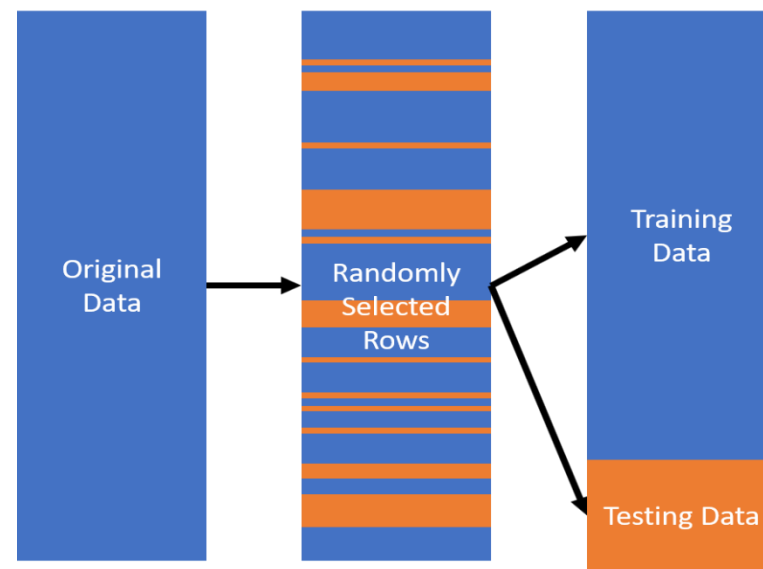 Original
Data
Randomly
Selected
Rows
Training
Data
Testing Data